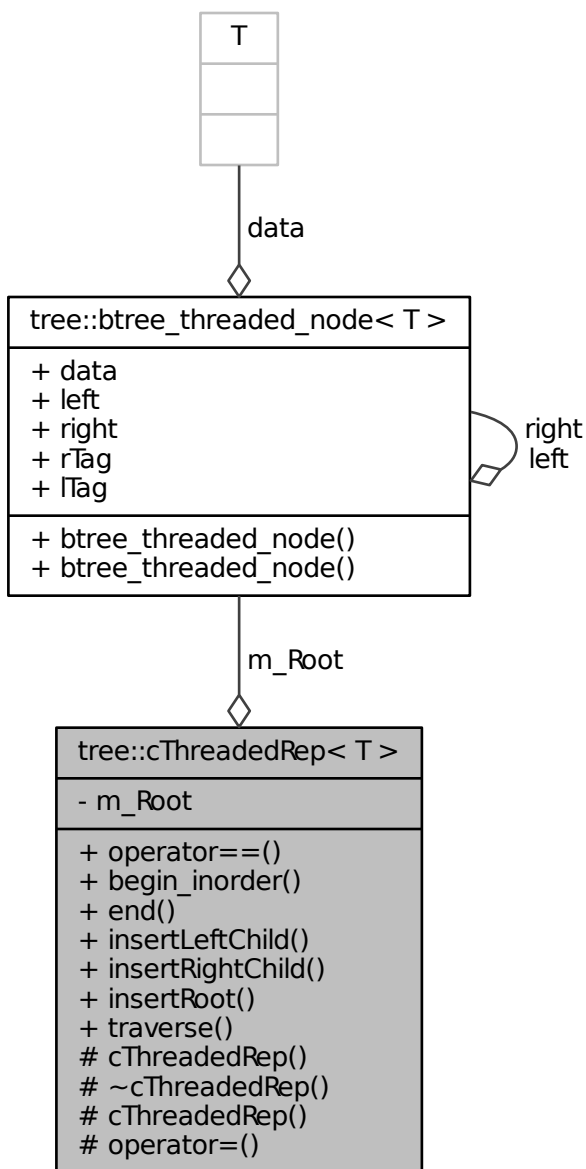 T
data
tree::btree_threaded_node< T >
+ data
+ left
+ right
+ rTag
+ lTag
right
left
+ btree_threaded_node()
+ btree_threaded_node()
m_Root
tree::cThreadedRep< T >
- m_Root
+ operator==()
+ begin_inorder()
+ end()
+ insertLeftChild()
+ insertRightChild()
+ insertRoot()
+ traverse()
# cThreadedRep()
# ~cThreadedRep()
# cThreadedRep()
# operator=()